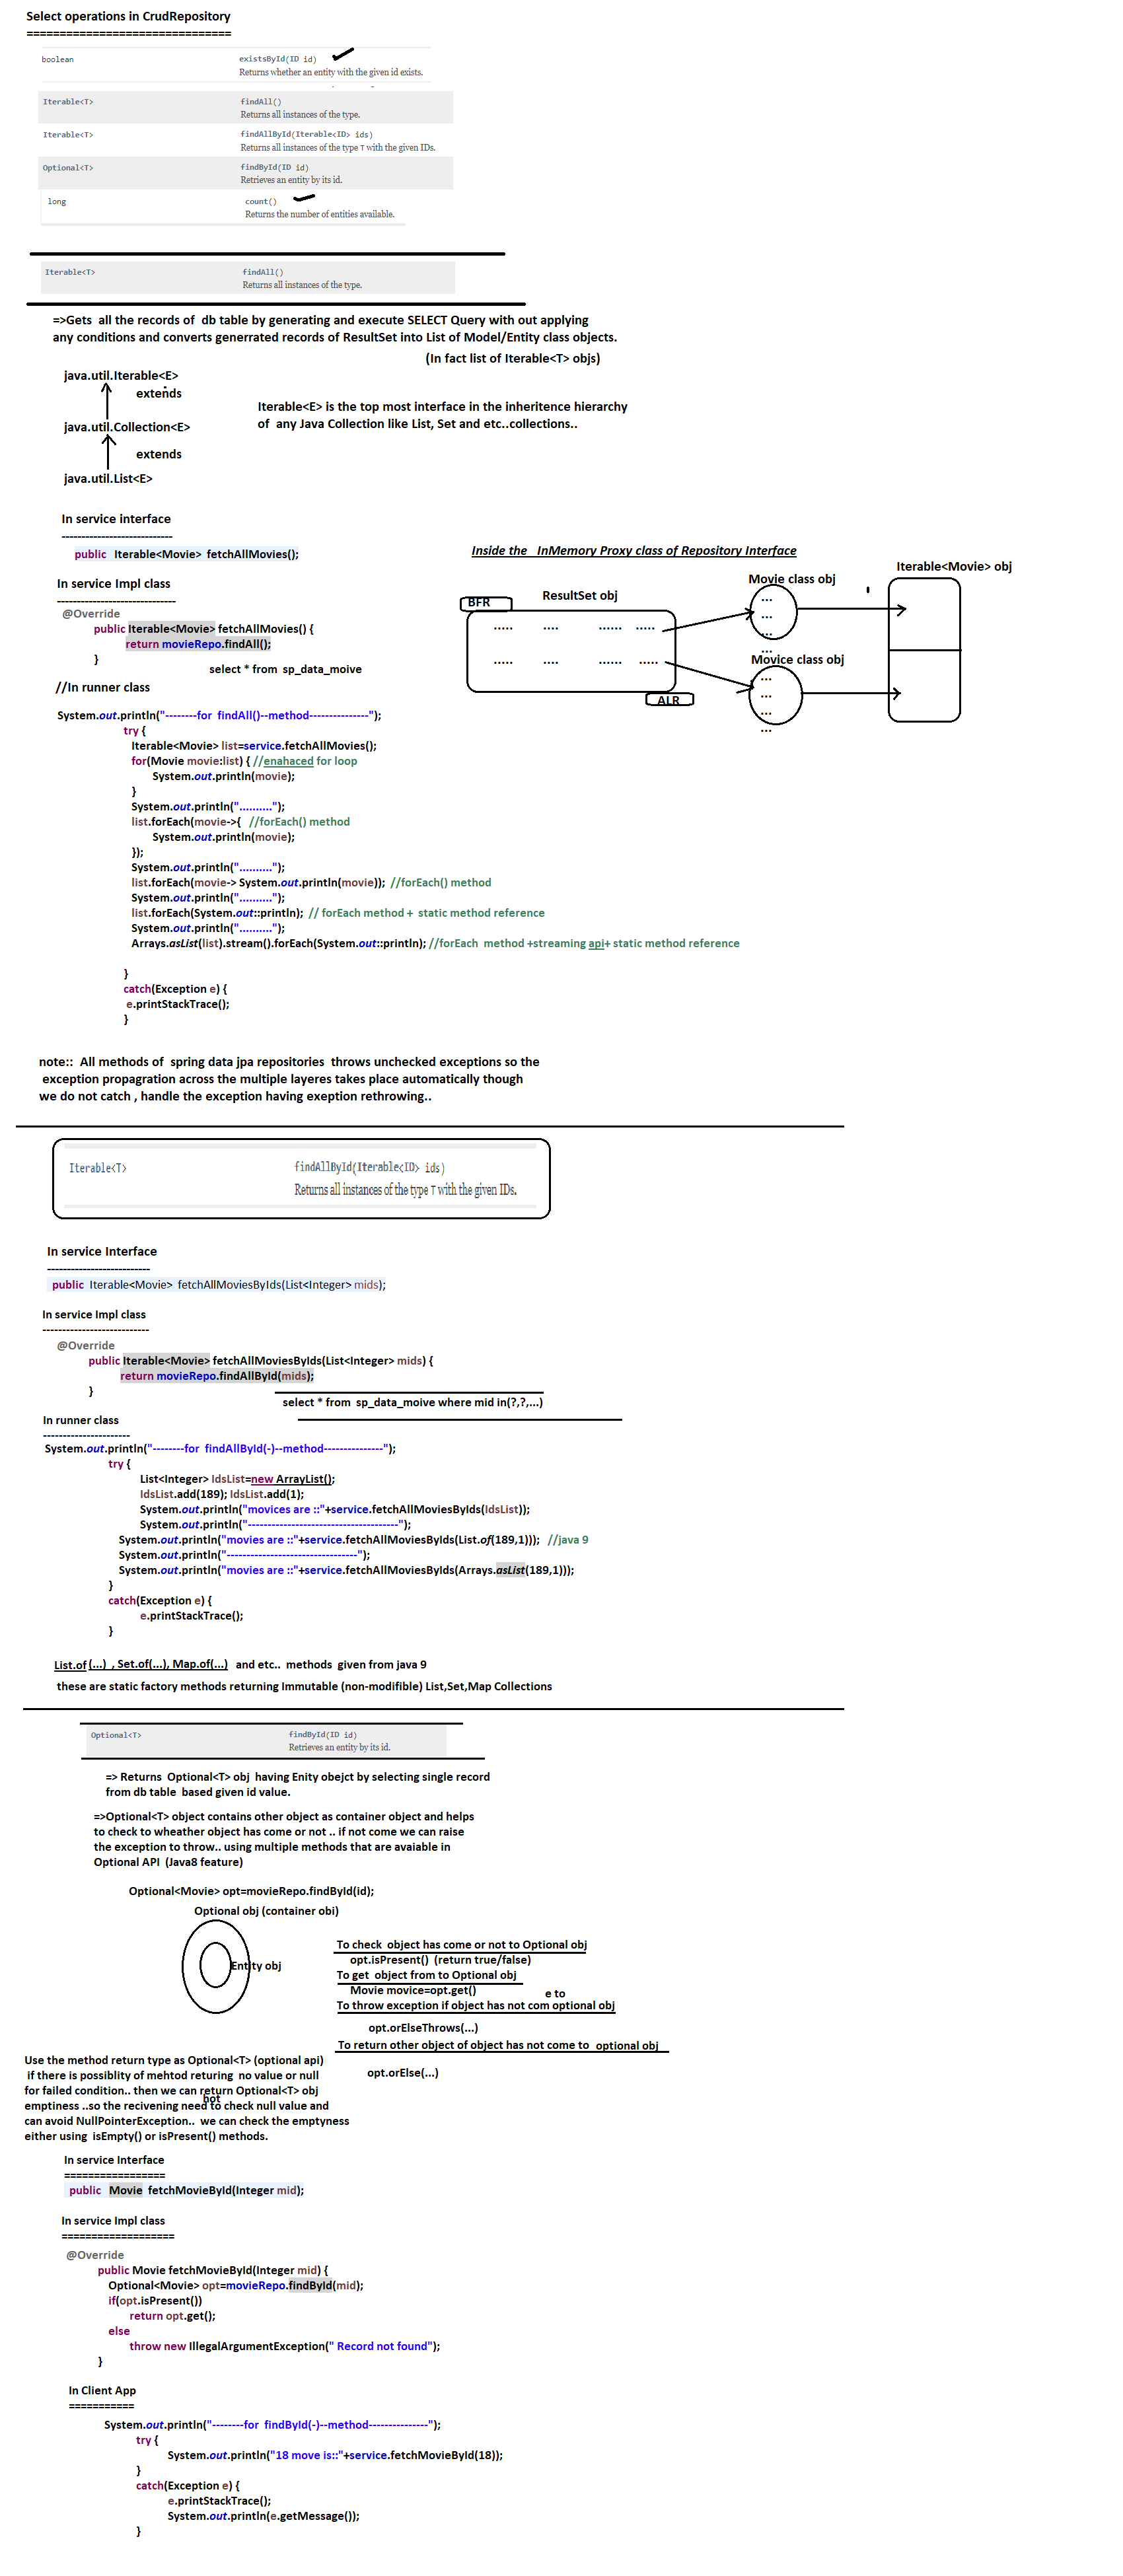 Select operations in CrudRepository
===============================
boolean existsById(ID id)
Returns whether an entity with the given id exists.
Iterable<T> findAll()
Returns all instances of the type.
Iterable<T> findAllById(Iterable<ID> ids)
Returns all instances of the type T with the given IDs.
Optional<T> findById(ID id)
Retrieves an entity by its id.
long count()
Returns the number of entities available.
Iterable<T> findAll()
Returns all instances of the type.
=>Gets all the records of db table by generating and execute SELECT Query with out applying
any conditions and converts generrated records of ResultSet into List of Model/Entity class objects.
(In fact list of Iterable<T> objs)
java.util.Iterable<E>
extends
java.util.Collection<E>
extends
java.util.List<E>
Iterable<E> is the top most interface in the inheritence hierarchy
of any Java Collection like List, Set and etc..collections..
In service interface
----------------------------
public Iterable<Movie> fetchAllMovies();
In service Impl class
------------------------------
@Override
public Iterable<Movie> fetchAllMovies() {
return movieRepo.findAll();
}
select * from sp_data_moive
Inside the InMemory Proxy class of Repository Interface
BFR
ResultSet obj
..... .... ...... .....
..... .... ...... .....
ALR
Movie class obj
...
...
...
...
Movice class obj
...
...
...
...
Iterable<Movie> obj
//In runner class
System.out.println("--------for findAll()--method---------------");
try {
Iterable<Movie> list=service.fetchAllMovies();
for(Movie movie:list) { //enahaced for loop
System.out.println(movie);
}
System.out.println("..........");
list.forEach(movie->{ //forEach() method
System.out.println(movie);
});
System.out.println("..........");
list.forEach(movie-> System.out.println(movie)); //forEach() method
System.out.println("..........");
list.forEach(System.out::println); // forEach method + static method reference
System.out.println("..........");
Arrays.asList(list).stream().forEach(System.out::println); //forEach method +streaming api+ static method reference
}
catch(Exception e) {
e.printStackTrace();
}
note:: All methods of spring data jpa repositories throws unchecked exceptions so the
exception propagration across the multiple layeres takes place automatically though
we do not catch , handle the exception having exeption rethrowing..
Iterable<T> findAllById(Iterable<ID> ids)
Returns all instances of the type T with the given IDs.
In service Interface
--------------------------
public Iterable<Movie> fetchAllMoviesByIds(List<Integer> mids);
In service Impl class
---------------------------
@Override
public Iterable<Movie> fetchAllMoviesByIds(List<Integer> mids) {
return movieRepo.findAllById(mids);
}
select * from sp_data_moive where mid in(?,?,...)
In runner class
----------------------
System.out.println("--------for findAllById(-)--method---------------");
try {
List<Integer> IdsList=new ArrayList();
IdsList.add(189); IdsList.add(1);
System.out.println("movices are ::"+service.fetchAllMoviesByIds(IdsList));
System.out.println("--------------------------------------");
System.out.println("movies are ::"+service.fetchAllMoviesByIds(List.of(189,1))); //java 9
System.out.println("---------------------------------");
System.out.println("movies are ::"+service.fetchAllMoviesByIds(Arrays.asList(189,1)));
}
catch(Exception e) {
e.printStackTrace();
}
List.of(...) , Set.of(...), Map.of(...) and etc.. methods given from java 9
these are static factory methods returning Immutable (non-modifible) List,Set,Map Collections
Optional<T> findById(ID id)
Retrieves an entity by its id.
=> Returns Optional<T> obj having Enity obejct by selecting single record
from db table based given id value.
=>Optional<T> object contains other object as container object and helps
to check to wheather object has come or not .. if not come we can raise
the exception to throw.. using multiple methods that are avaiable in
Optional API (Java8 feature)
Optional<Movie> opt=movieRepo.findById(id);
Optional obj (container obi)
Entity obj
To check object has come or not to Optional obj
opt.isPresent() (return true/false)
To get object from to Optional obj
Movie movice=opt.get()
e to
To throw exception if object has not com optional obj
opt.orElseThrows(...)
To return other object of object has not come to optional obj
opt.orElse(...)
Use the method return type as Optional<T> (optional api)
if there is possiblity of mehtod returing no value or null
for failed condition.. then we can return Optional<T> obj
not
emptiness ..so the recivening need to check null value and
can avoid NullPointerException.. we can check the emptyness
either using isEmpty() or isPresent() methods.
In service Interface
=================
public Movie fetchMovieById(Integer mid);
In service Impl class
===================
@Override
public Movie fetchMovieById(Integer mid) {
Optional<Movie> opt=movieRepo.findById(mid);
if(opt.isPresent())
return opt.get();
else
throw new IllegalArgumentException(" Record not found");
}
In Client App
===========
System.out.println("--------for findById(-)--method---------------");
try {
System.out.println("18 move is::"+service.fetchMovieById(18));
}
catch(Exception e) {
e.printStackTrace();
System.out.println(e.getMessage());
}